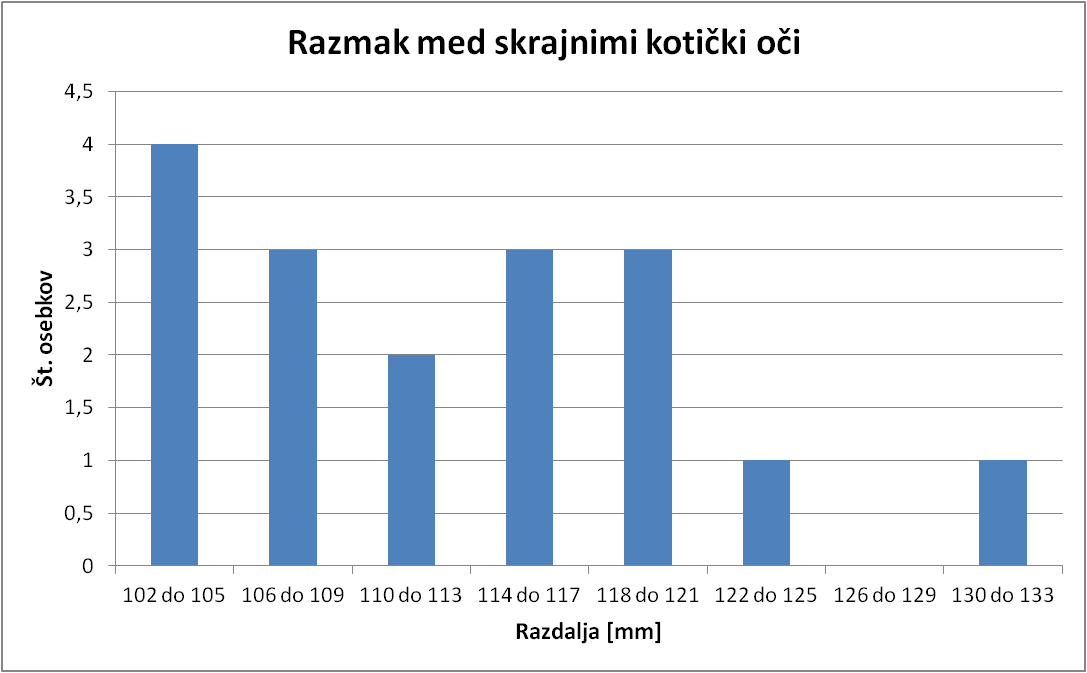 Razmak med skrajnimi kotički oči
4,5
4
3,5
3
2,5
2
1,5
1
0,5
0
Št. osebkov
102 do 105 106 do 109 110 do 113 114 do 117 118 do 121 122 do 125 126 do 129 130 do 133
Razdalja [mm]